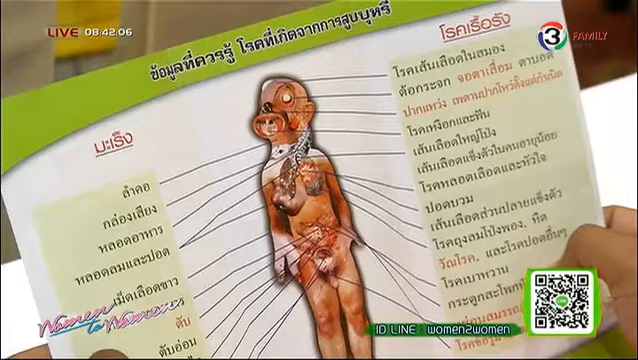 LIVE 08:42.06
3 FAMILY
ข้อมูลที่ควรรู้ โรคที่เกิดจากการสูบบุหรี่
มะเร็ง
ลำคอ
กล่องเสียง
หลอดอาหาร
หลอดลมและปอด
เม็ดเลือดขาว
ตับ
ตับอ่อน
โรคเรื้อรัง
โรคเส้นเลือดในสมอง
ต้อกระจก จอตาเสื่อม ตาบอด
ปากแหว่ง เพดานปากโหว่ตั้งแต่กำเนิด
โรคเหงือกและฟัน
เส้นเลือดใหญ่โป่ง
เส้นเลือดแข็งตัวในคนอายุน้อย
โรคหลอดเลือดและหัวใจ
ปอดบวม
เส้นเลือดส่วนปลายแข็งตัว
โรคถุงลมโป่งพอง, หืด
วัณโรค, และโรคปอดอื่นๆ
โรคเบาหวาน
กระดูกสะโพก
Women to Women
ID LINE : women2women